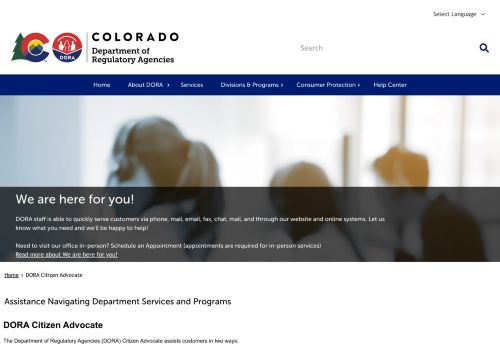 Select Language
COLORADO
Department of
Regulatory Agencies
DORA
Search
Home
About DORA
Services
Divisions & Programs
Consumer Protection
Help Center
We are here for you!
DORA staff is able to quickly serve customers via phone, mail, email, fax, chat, mail, and through our website and online systems. Let us
know what you need and we'll be happy to help!
Need to visit our office in-person? Schedule an Appointment (appointments are required for in-person services)
Read more about We are here for you!
Home › DORA Citizen Advocate
Assistance Navigating Department Services and Programs
DORA Citizen Advocate
The Department of Regulatory Agencies (DORA) Citizen Advocate assists customers in two ways: